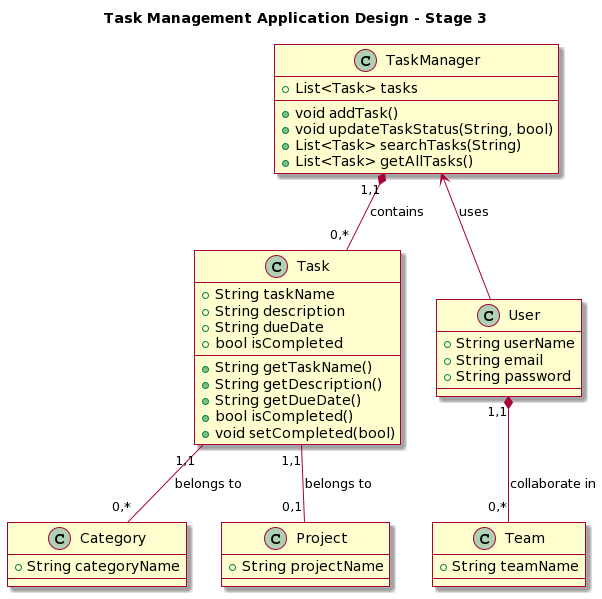 Task Management Application Design - Stage 3
C TaskManager
List<Task> tasks
void addTask()
void updateTaskStatus(String, bool)
List<Task> searchTasks(String)
List<Task> getAllTasks()
1,1
contains
uses
0,*
C Task
String taskName
String description
String dueDate
bool isCompleted
String getTaskName()
String getDescription()
String getDueDate()
bool isCompleted()
void setCompleted(bool)
C User
String userName
String email
String password
1,1
1,1
1,1
belongs to
belongs to
collaborate in
0,*
0,1
0,*
C Category
String categoryName
C Project
String projectName
C Team
String teamName